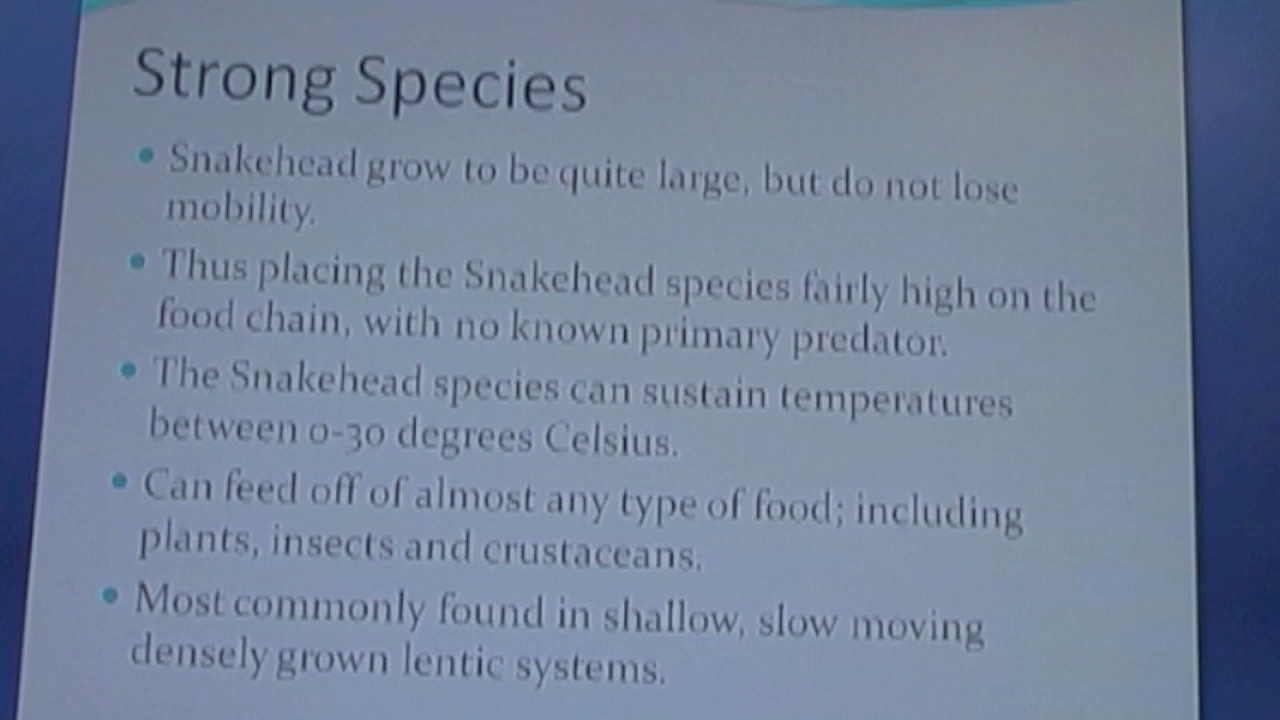 Strong Species
• Snakehead grow to be quite large, but do not lose
mobility.
• Thus placing the Snakehead species fairly high on the
food chain, with no known primary predator.
• The Snakehead species can sustain temperatures
between 0-30 degrees Celsius.
• Can feed off of almost any type of food; including
plants, insects and crustaceans.
• Most commonly found in shallow, slow moving
densely grown lentic systems.